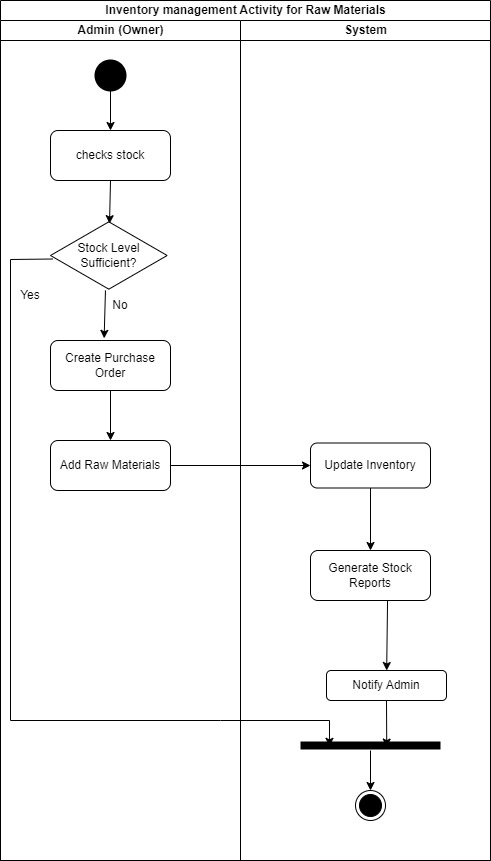 Inventory management Activity for Raw Materials
Admin (Owner)
System
checks stock
Stock Level
Sufficient?
Yes
No
Create Purchase
Order
Add Raw Materials
Update Inventory
Generate Stock
Reports
Notify Admin